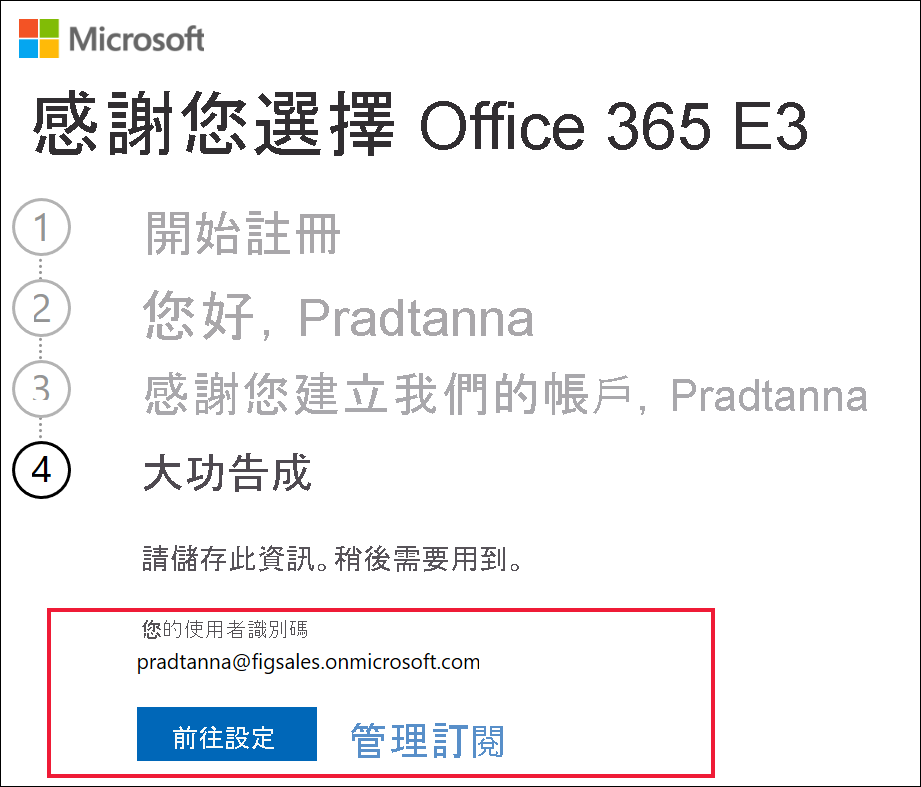 Microsoft
感謝您選擇 Office 365 E3
1 開始註冊
2 您好, Pradtanna
3 感謝您建立我們的帳戶, Pradtanna
4 大功告成
請儲存此資訊。稍後需要用到。
您的使用者識別碼
pradtanna@figsales.onmicrosoft.com
前往設定 管理訂閱